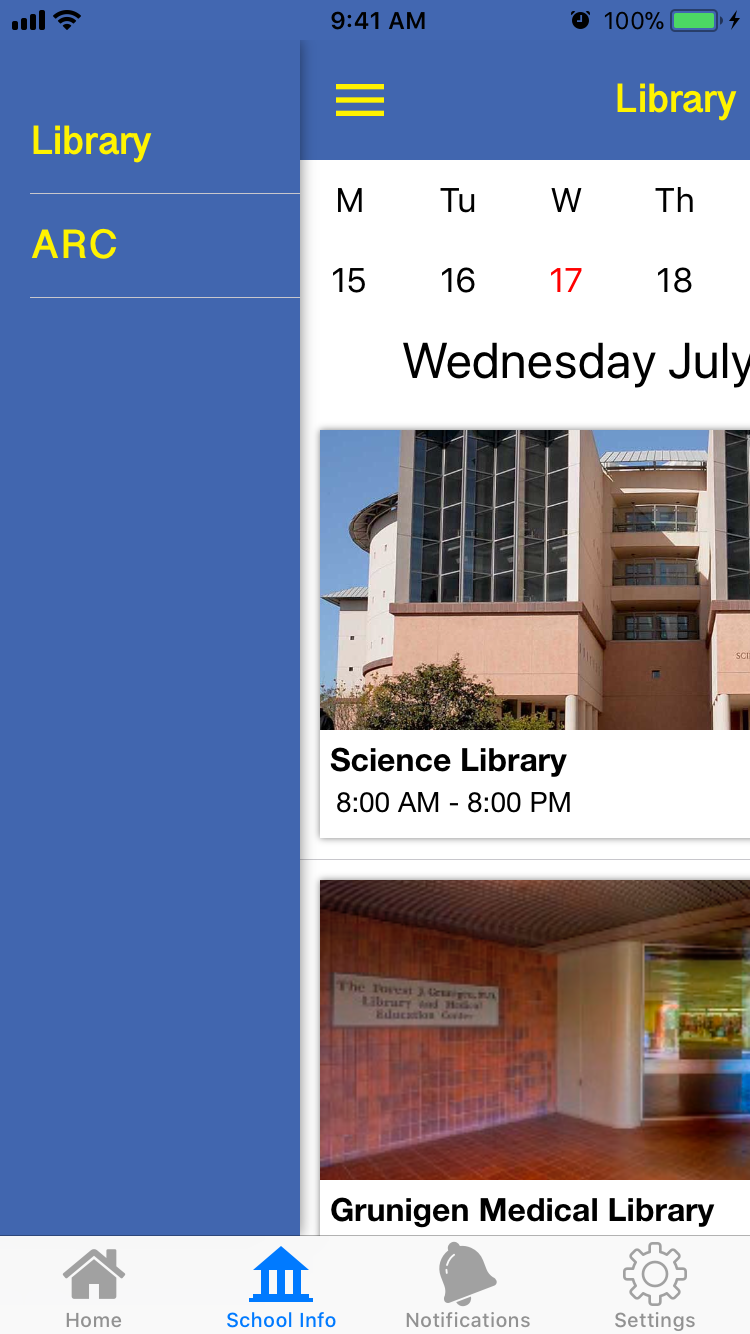 9:41 AM
100%
Library
ARC
Library
M Tu W Th
15 16 17 18
Wednesday July
Science Library
8:00 AM - 8:00 PM
The Forest J. Grunigen, M.D.
Library and Medical
Education Center
Grunigen Medical Library
Home School Info Notifications Settings